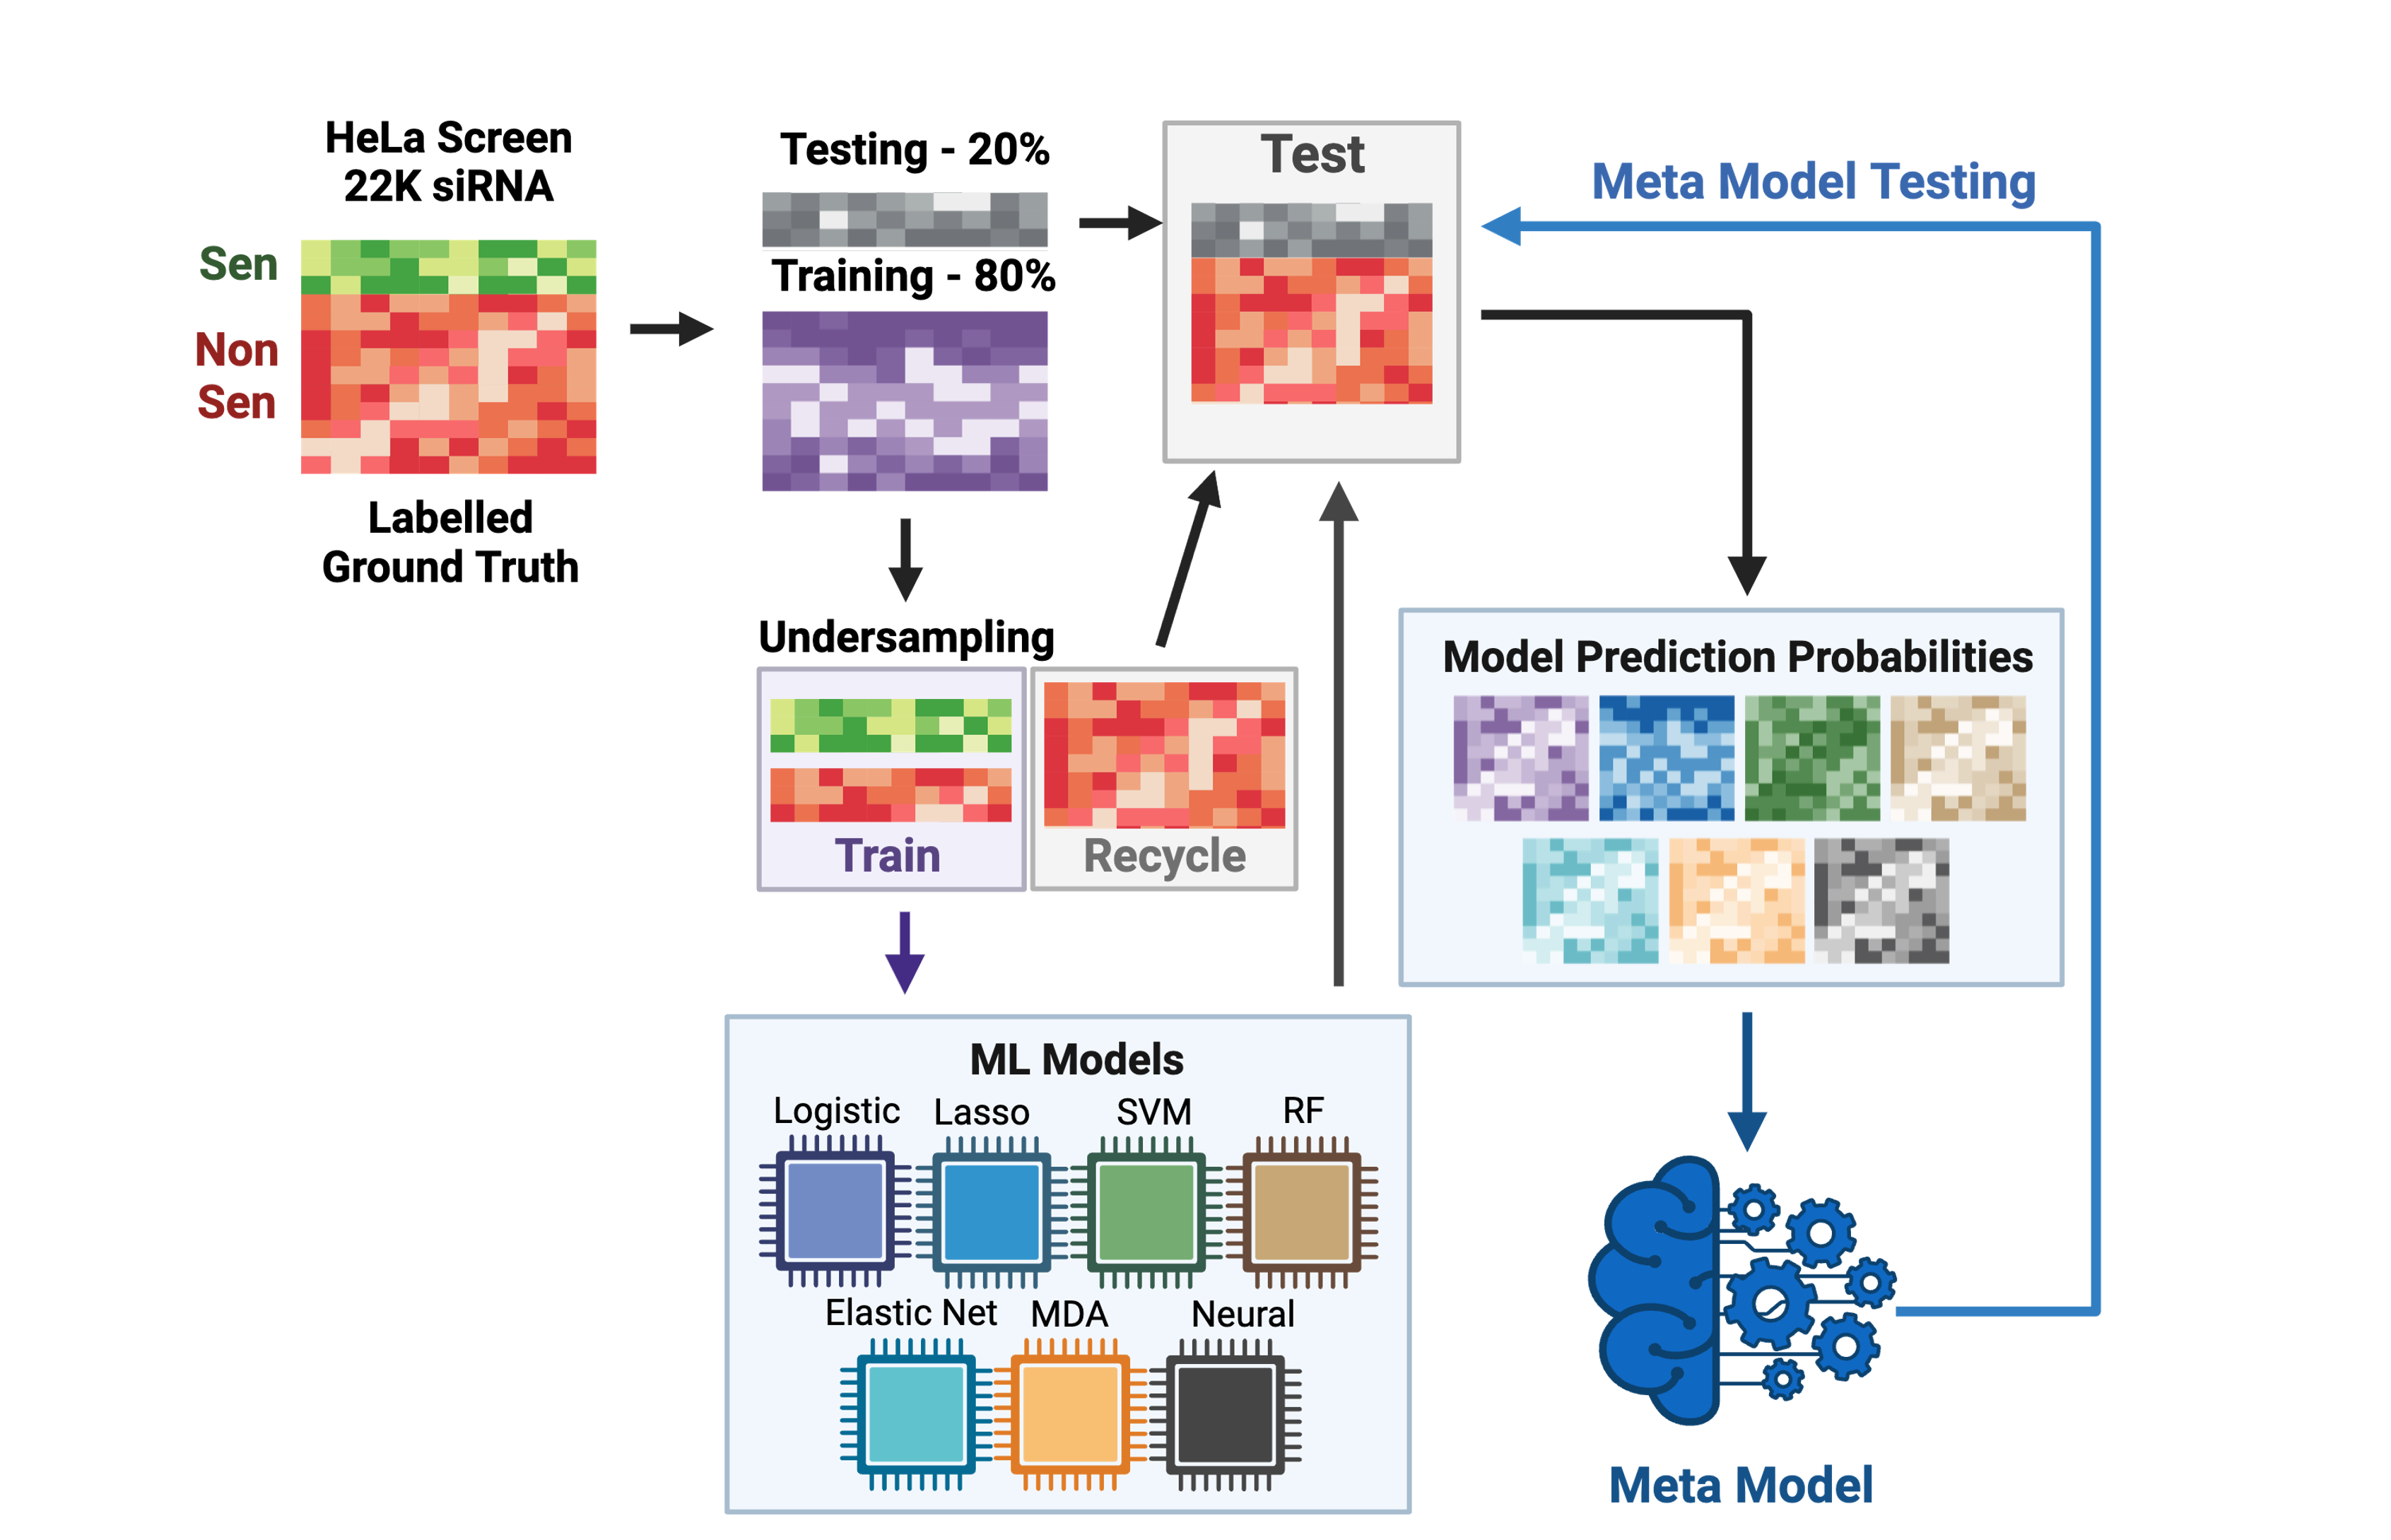 HeLa Screen
22K siRNA
Sen
Non
Sen
Labelled
Ground Truth
Testing - 20%
Training - 80%
Test
Meta Model Testing
Undersampling
Train
Recycle
Model Prediction Probabilities
ML Models
Logistic
Lasso
SVM
RF
Elastic Net
MDA
Neural
Meta Model